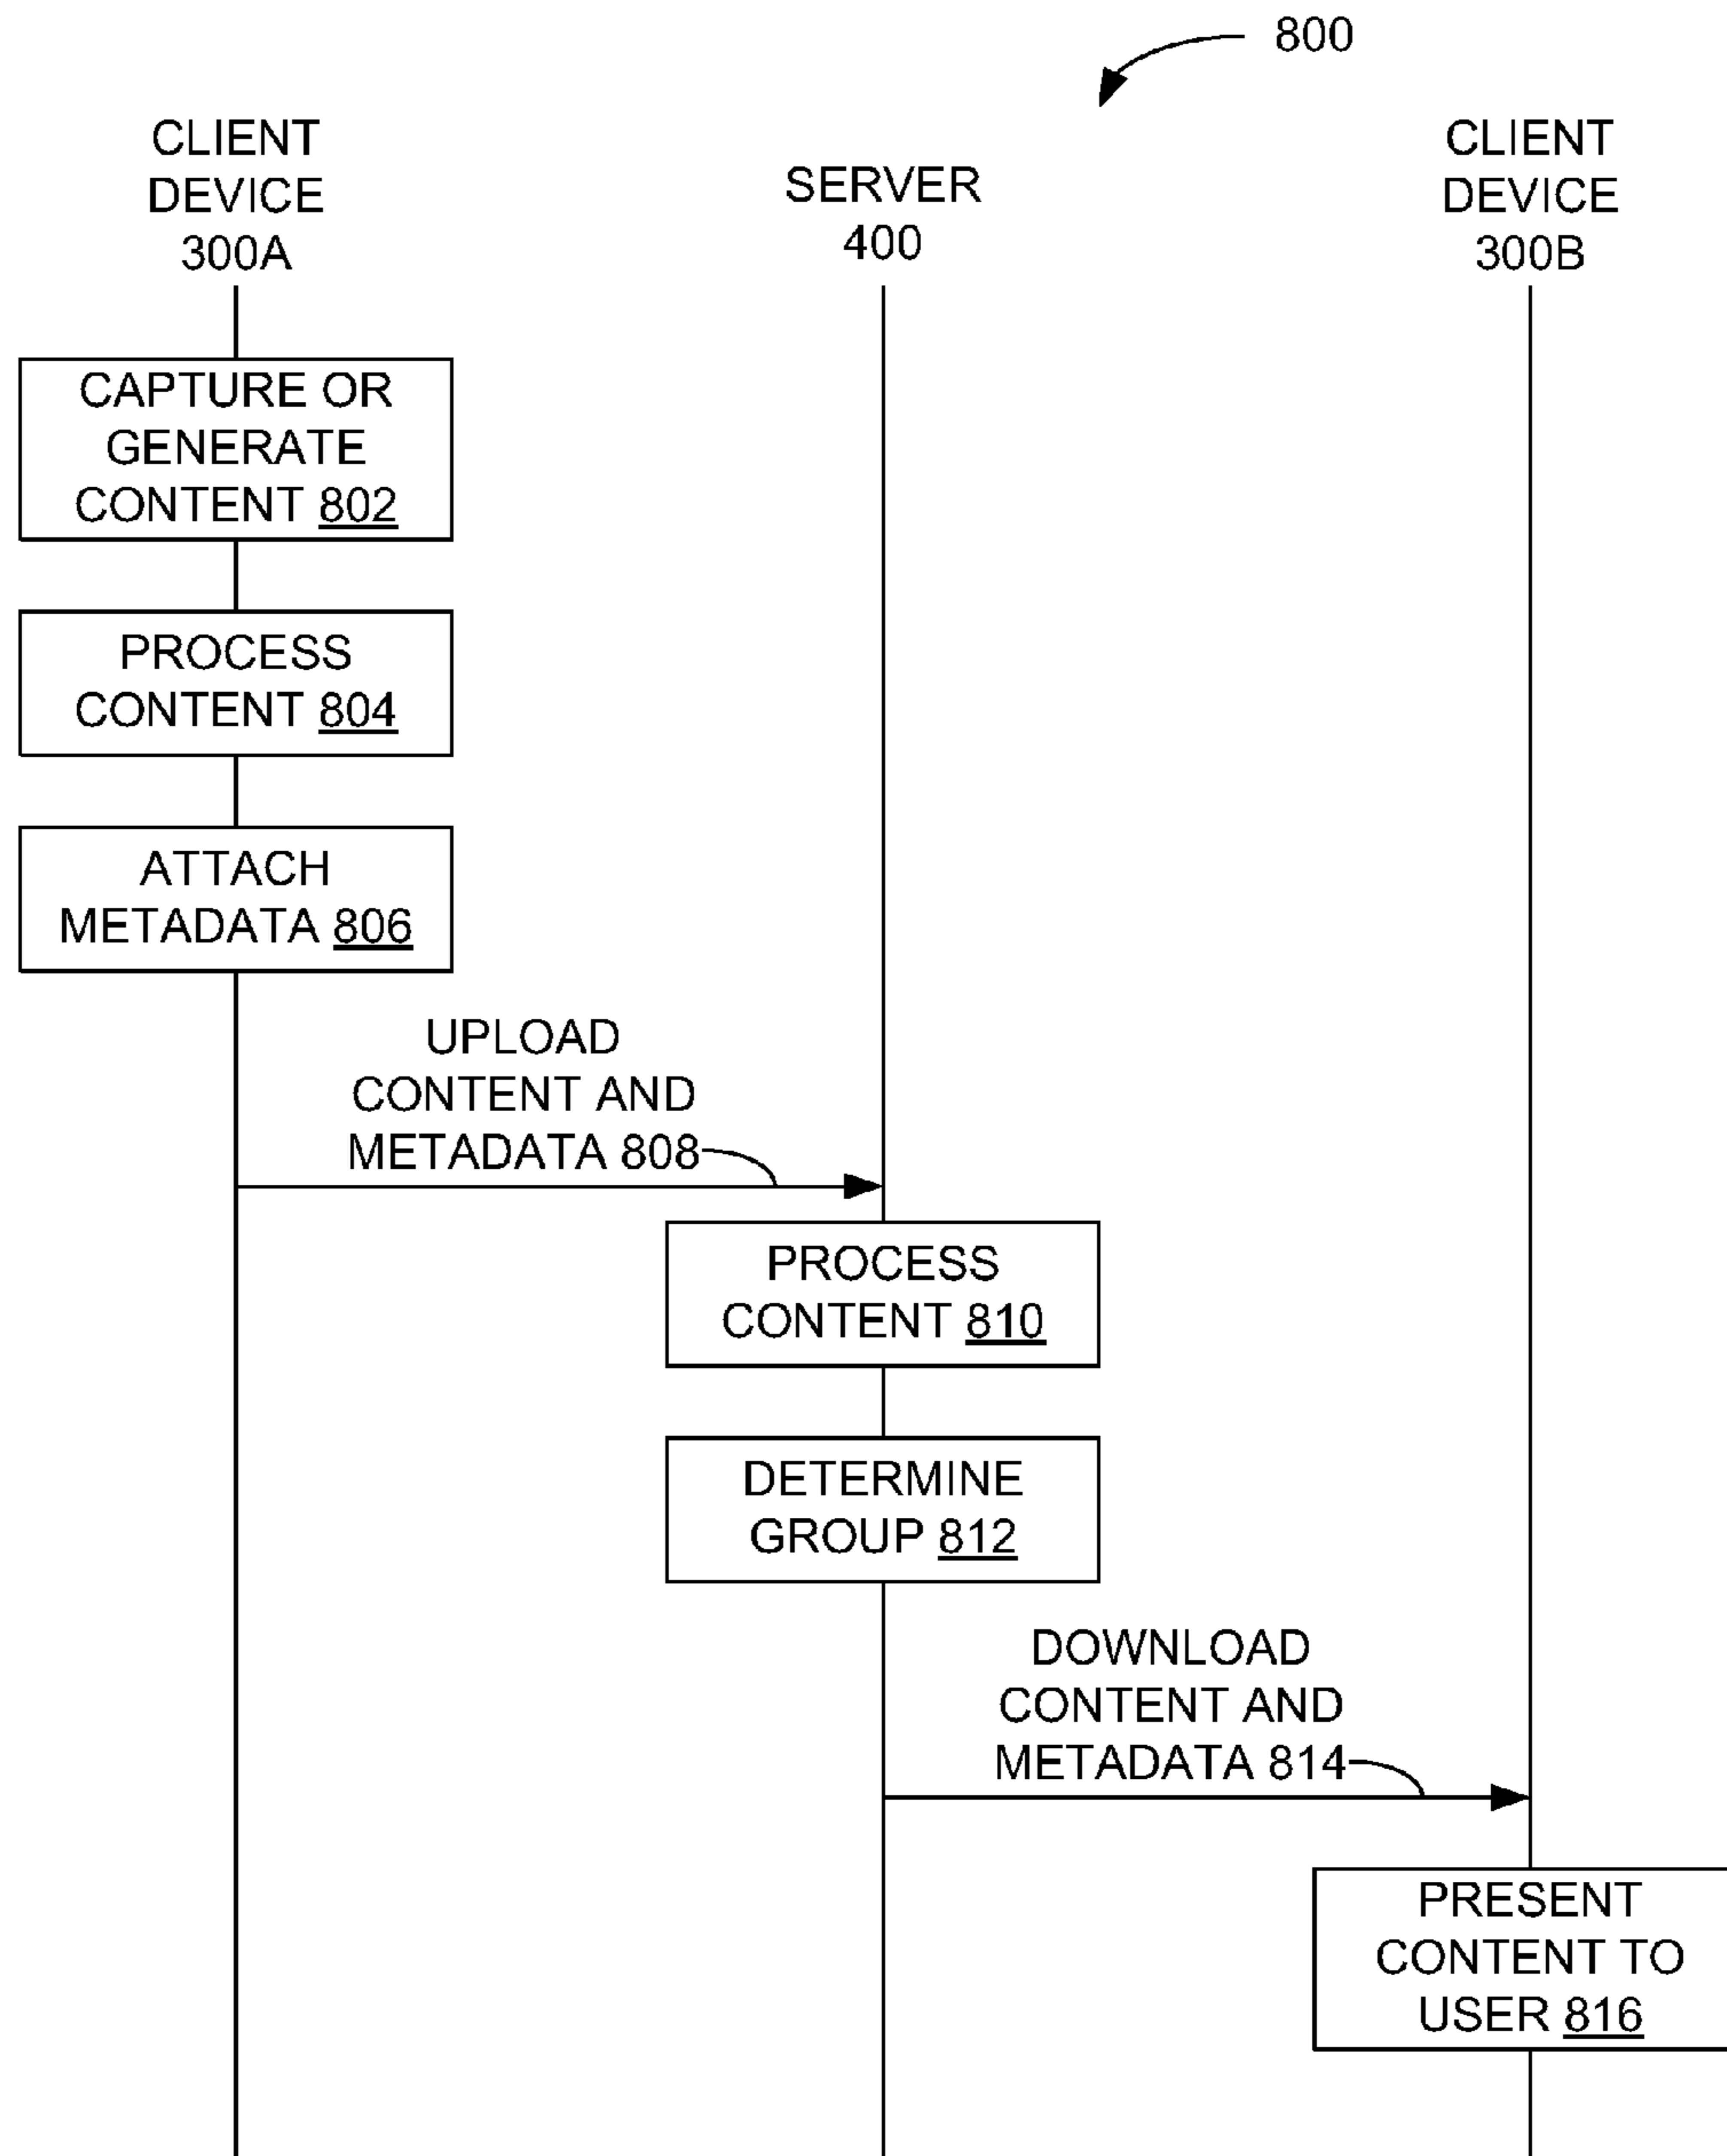 800
CLIENT
DEVICE
300A
SERVER
400
CLIENT
DEVICE
300B
CAPTURE OR
GENERATE
CONTENT 802
PROCESS
CONTENT 804
ATTACH
METADATA 806
UPLOAD
CONTENT AND
METADATA 808
PROCESS
CONTENT 810
DETERMINE
GROUP 812
DOWNLOAD
CONTENT AND
METADATA 814
PRESENT
CONTENT TO
USER 816